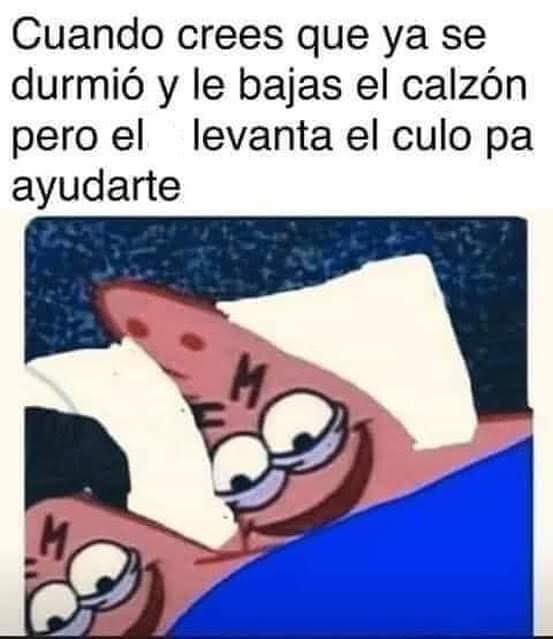 Cuando crees que ya se
durmió y le bajas el calzón
pero el levanta el culo pa
ayudarte